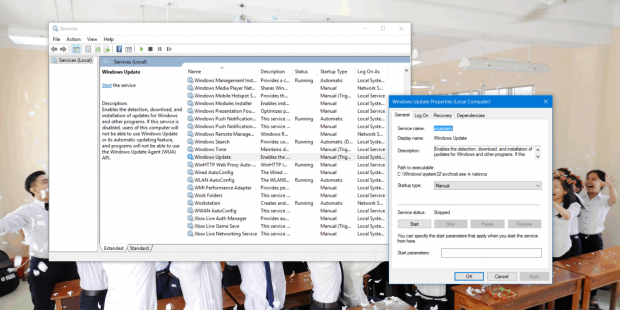 Services
File Action View Help
Services (Local)
Services (Local)
Windows Update
Start the service
Description:
Enables the detection, download, and
installation of updates for Windows
and other programs. If this service is
disabled, users of this computer will
not be able to use Windows Update
or its automatic updating feature,
and programs will not be able to use
the Windows Update Agent (WUA)
API.
Name Description Status Startup Type Log On As
Windows Management Inst... Provides a c... Running Automatic Local Syste...
Windows Media Player Net... Shares Win... Manual Network S...
Windows Mobile Hotspot S... Provides th... Manual (Trig... Local Service
Windows Modules Installer Enables inst... Manual Local Syste...
Windows Presentation Fou... Optimizes p... Manual Local Service
Windows Push Notification... This service ... Running Automatic Local Syste...
Windows Push Notification... This service ... Running Automatic Local Syste...
Windows Remote Manage... Windows R... Manual Network S...
Windows Search Provides con... Running Automatic (D... Local Syste...
Windows Time Maintains d... Running Manual (Trig... Local Service
Windows Update Enables the ... Manual (Trig... Local Syste...
WinHTTP Web Proxy Auto-... WinHTTP i... Running Manual Local Service
Wired AutoConfig The Wired ... Manual Local Syste...
WLAN AutoConfig The WLANS... Running Automatic Local Syste...
WMI Performance Adapter Provides pe... Manual Local Syste...
Work Folders This service ... Manual Local Service
Workstation Creates and... Running Automatic Network S...
WWAN AutoConfig This service ... Manual Local Syste...
Xbox Live Auth Manager Provides au... Manual Local Syste...
Xbox Live Game Save This service ... Manual (Trig... Local Syste...
Xbox Live Networking Service This service ... Manual Local Syste...
Extended Standard
Windows Update Properties (Local Computer)
General Log On Recovery Dependencies
Service name: wuauserv
Display name: Windows Update
Description: Enables the detection, download, and installation of
updates for Windows and other programs. If this
Path to executable:
C:\Windows\system32\svchost.exe -k netsvcs
Startup type: Manual
Service status: Stopped
Start Stop Pause Resume
You can specify the start parameters that apply when you start the service
from here.
Start parameters:
OK Cancel Apply